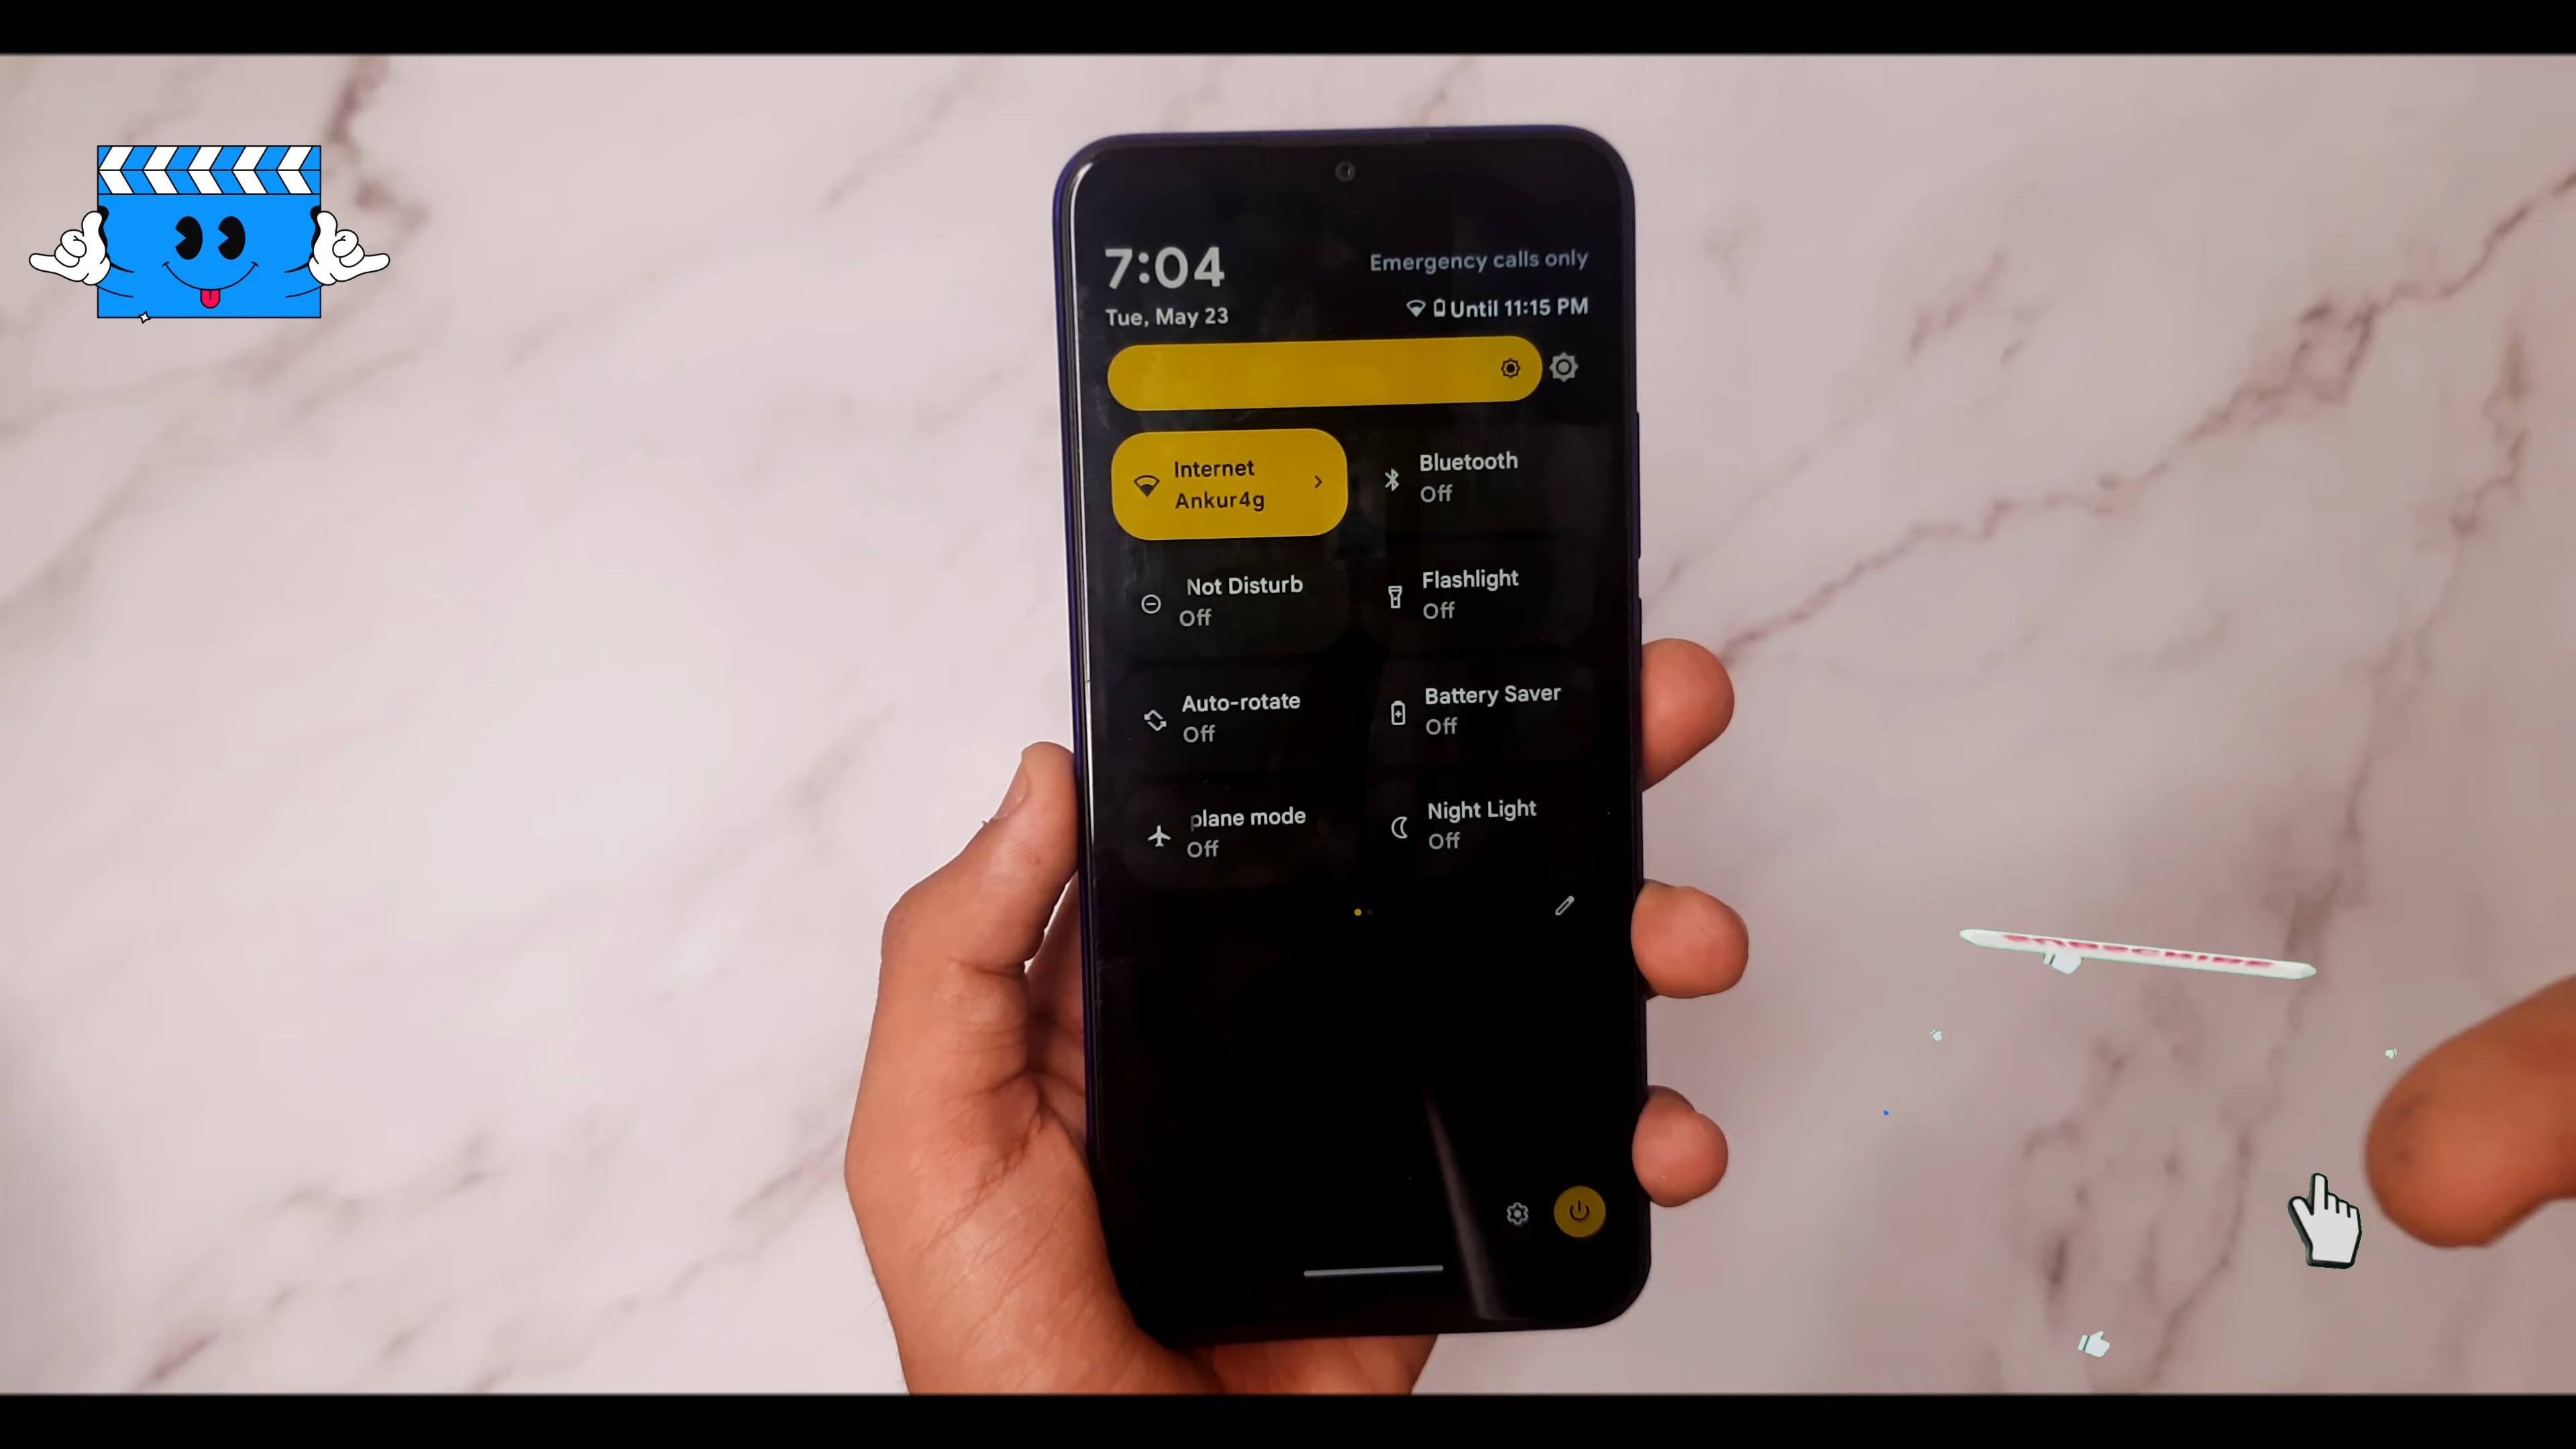 7:04
Emergency calls only
Tue, May 23
Until 11:15 PM
Internet
Ankur4g
Bluetooth
Off
Not Disturb
Off
Flashlight
Off
Auto-rotate
Off
Battery Saver
Off
plane mode
Off
Night Light
Off